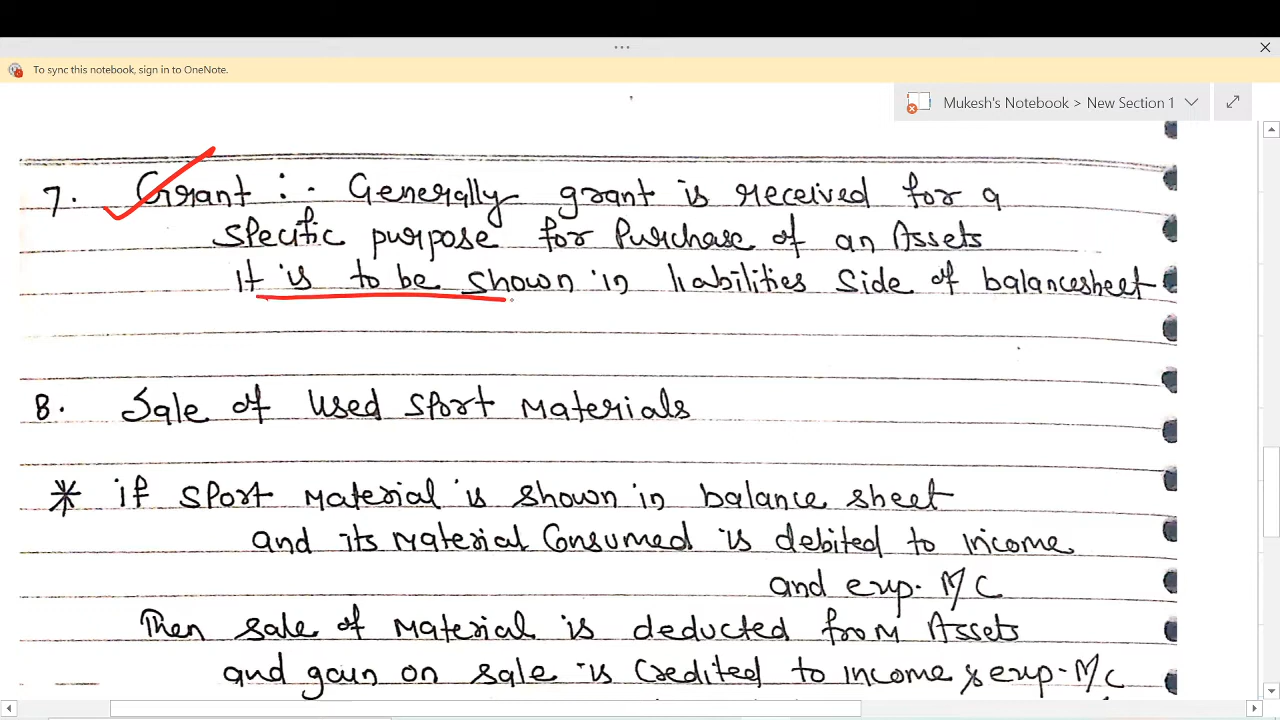 To sync this notebook, sign in to OneNote.
Mukesh's Notebook > New Section 1
7. Grant :- Generally grant is received for a
specific purpose for Purchase of an Assets
it is to be shown in liabilities side of balancesheet
8. Sale of used sport Materials
* if sport Material is shown in balance sheet
and its Material Consumed is debited to income
and exp. A/C
Then sale of Material is deducted from Assets
and gain on sale is Credited to income & exp. A/C